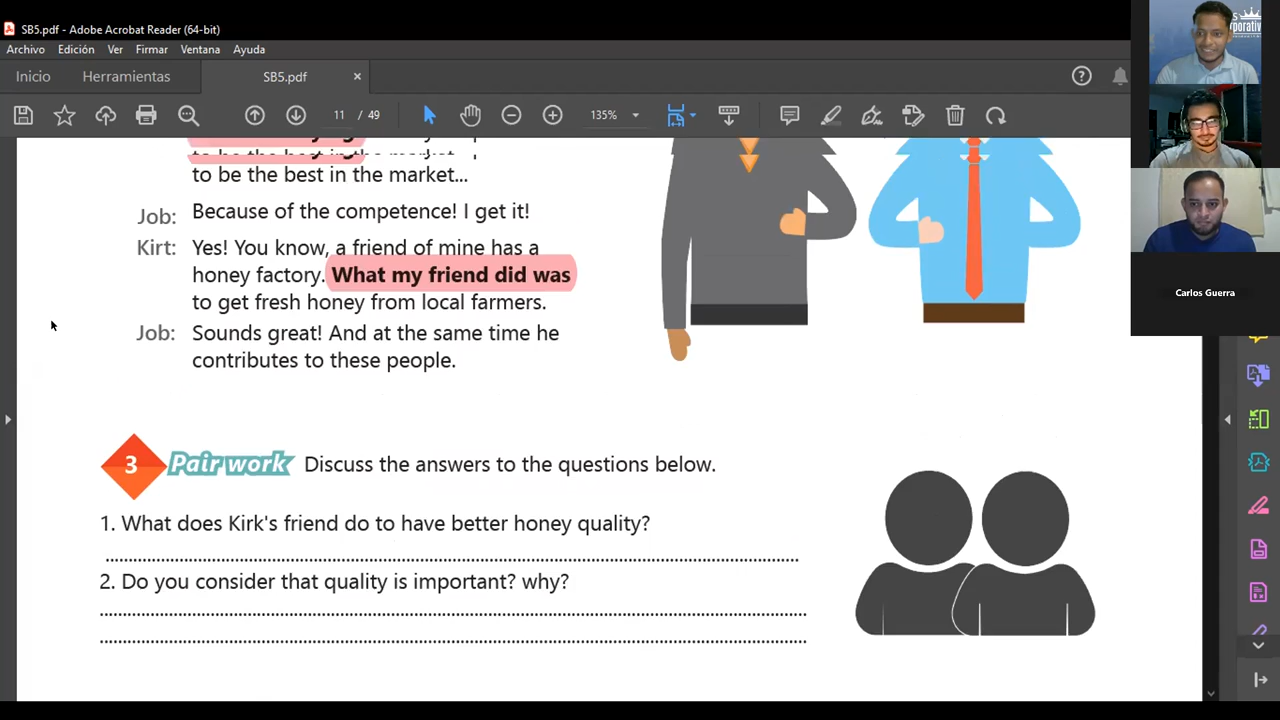 SB5.pdf - Adobe Acrobat Reader (64-bit)
Archivo Edición Ver Firmar Ventana Ayuda
Inicio Herramientas SB5.pdf
11 / 49 135%
to be the best in the market...
Job: Because of the competence! I get it!
Kirt: Yes! You know, a friend of mine has a
honey factory. What my friend did was
to get fresh honey from local farmers.
Job: Sounds great! And at the same time he
contributes to these people.
3 Pair work Discuss the answers to the questions below.
1. What does Kirk's friend do to have better honey quality?
2. Do you consider that quality is important? why?
Carlos Guerra